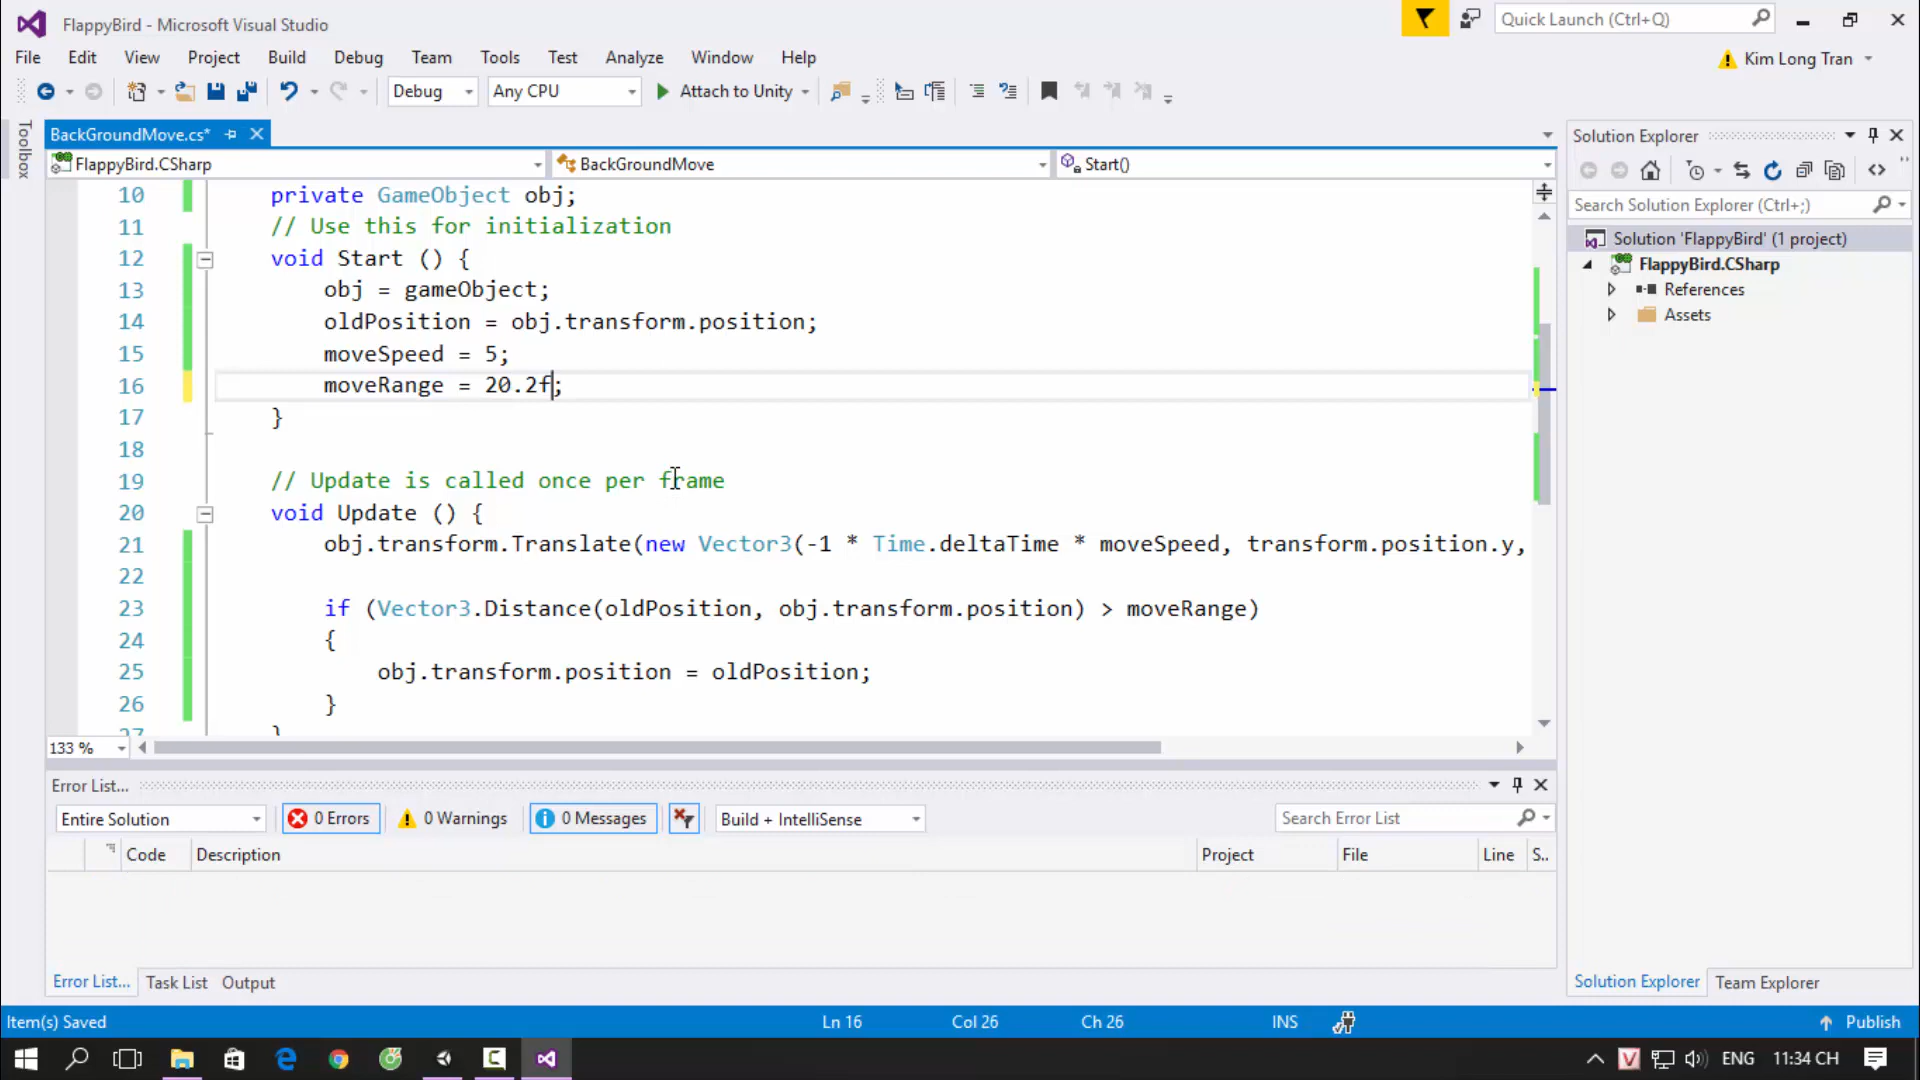 FlappyBird - Microsoft Visual Studio
Quick Launch (Ctrl+Q)
File Edit View Project Build Debug Team Tools Test Analyze Window Help
Kim Long Tran
Debug Any CPU Attach to Unity
Toolbox
BackGroundMove.cs*
FlappyBird.CSharp BackGroundMove Start()
10 private GameObject obj;
11 // Use this for initialization
12 void Start () {
13 obj = gameObject;
14 oldPosition = obj.transform.position;
15 moveSpeed = 5;
16 moveRange = 20.2f;
17 }
18
19 // Update is called once per frame
20 void Update () {
21 obj.transform.Translate(new Vector3(-1 * Time.deltaTime * moveSpeed, transform.position.y,
22
23 if (Vector3.Distance(oldPosition, obj.transform.position) > moveRange)
24 {
25 obj.transform.position = oldPosition;
26 }
27 }
133 %
Solution Explorer
Search Solution Explorer (Ctrl+;)
Solution 'FlappyBird' (1 project)
FlappyBird.CSharp
References
Assets
Error List...
Entire Solution 0 Errors 0 Warnings 0 Messages Build + IntelliSense Search Error List
Code Description Project File Line S..
Error List... Task List Output
Solution Explorer Team Explorer
Item(s) Saved Ln 16 Col 26 Ch 26 INS Publish
ENG 11:34 CH